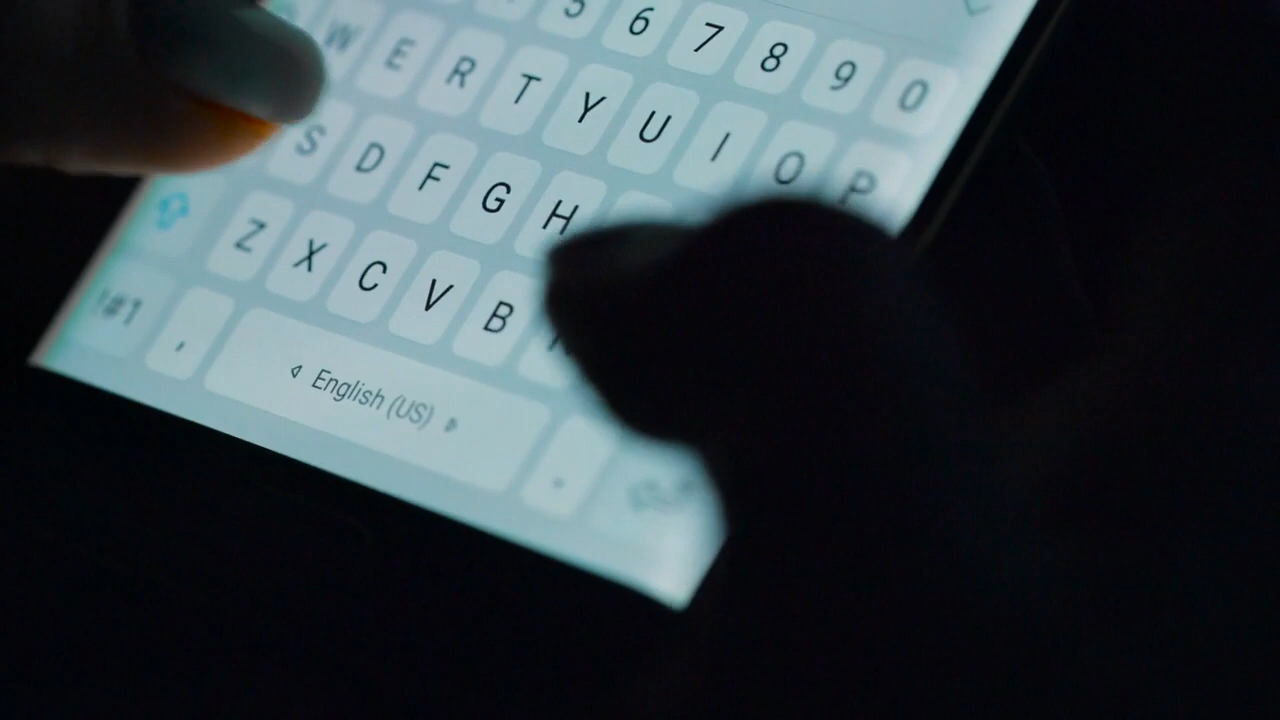 5 6 7 8 9 0
W E R T Y U I O P
S D F G H
Z X C V B
!#1 , English (US) .